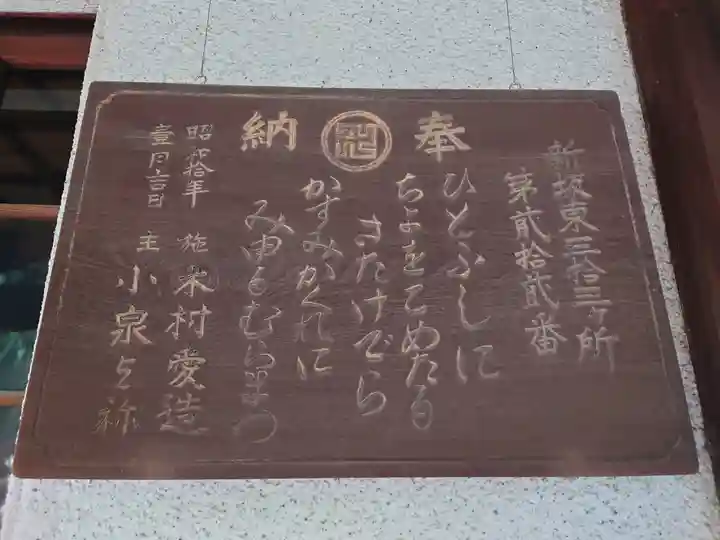 奉納
新坂東三拾三ヶ所
第貳拾貳番
ひとふしに
ちよをこめたる
さたけでら
かすみかくれに
みゆるむらまつ
昭和拾年
壹月吉日
施主
木村愛造
小泉与祢